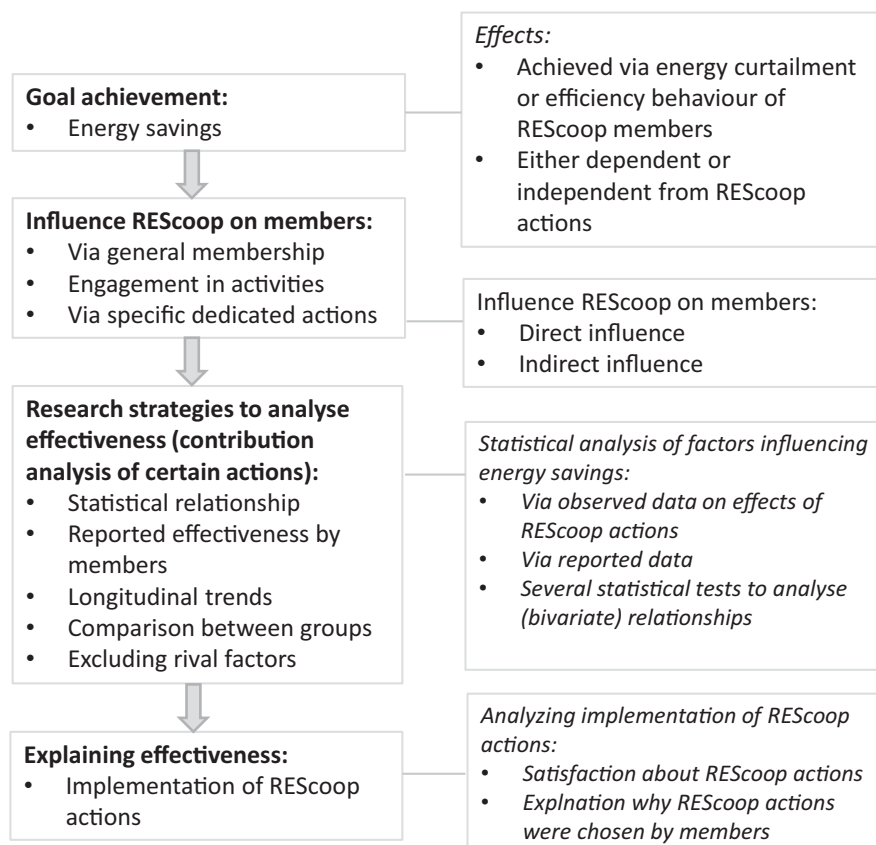 Goal achievement:
• Energy savings
Effects:
• Achieved via energy curtailment
or efficiency behaviour of
REScoop members
• Either dependent or
independent from REScoop
actions
Influence REScoop on members:
• Via general membership
• Engagement in activities
• Via specific dedicated actions
Influence REScoop on members:
• Direct influence
• Indirect influence
Research strategies to analyse
effectiveness (contribution
analysis of certain actions):
• Statistical relationship
• Reported effectiveness by
members
• Longitudinal trends
• Comparison between groups
• Excluding rival factors
Statistical analysis of factors influencing
energy savings:
• Via observed data on effects of
REScoop actions
• Via reported data
• Several statistical tests to analyse
(bivariate) relationships
Explaining effectiveness:
• Implementation of REScoop
actions
Analyzing implementation of REScoop
actions:
• Satisfaction about REScoop actions
• Explnation why REScoop actions
were chosen by members